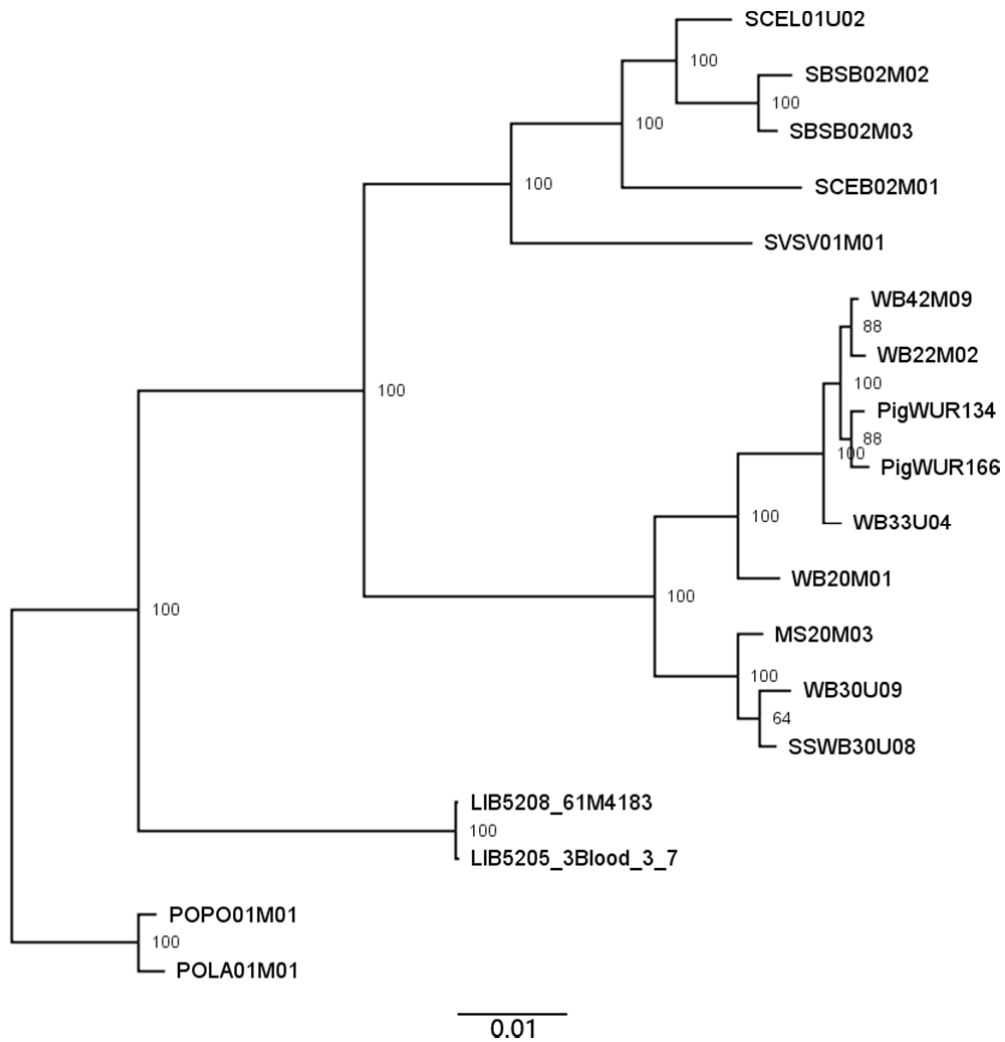 SCEL01U02
100
SBSB02M02
100
SBSB02M03
100
SCEB02M01
100
SVSV01M01
WB42M09
88
WB22M02
100
100
PigWUR134
88
100
PigWUR166
WB33U04
100
WB20M01
100
MS20M03
100
WB30U09
64
SSWB30U08
100
LIB5208_61M4183
100
LIB5205_3Blood_3_7
POPO01M01
100
POLA01M01
0.01